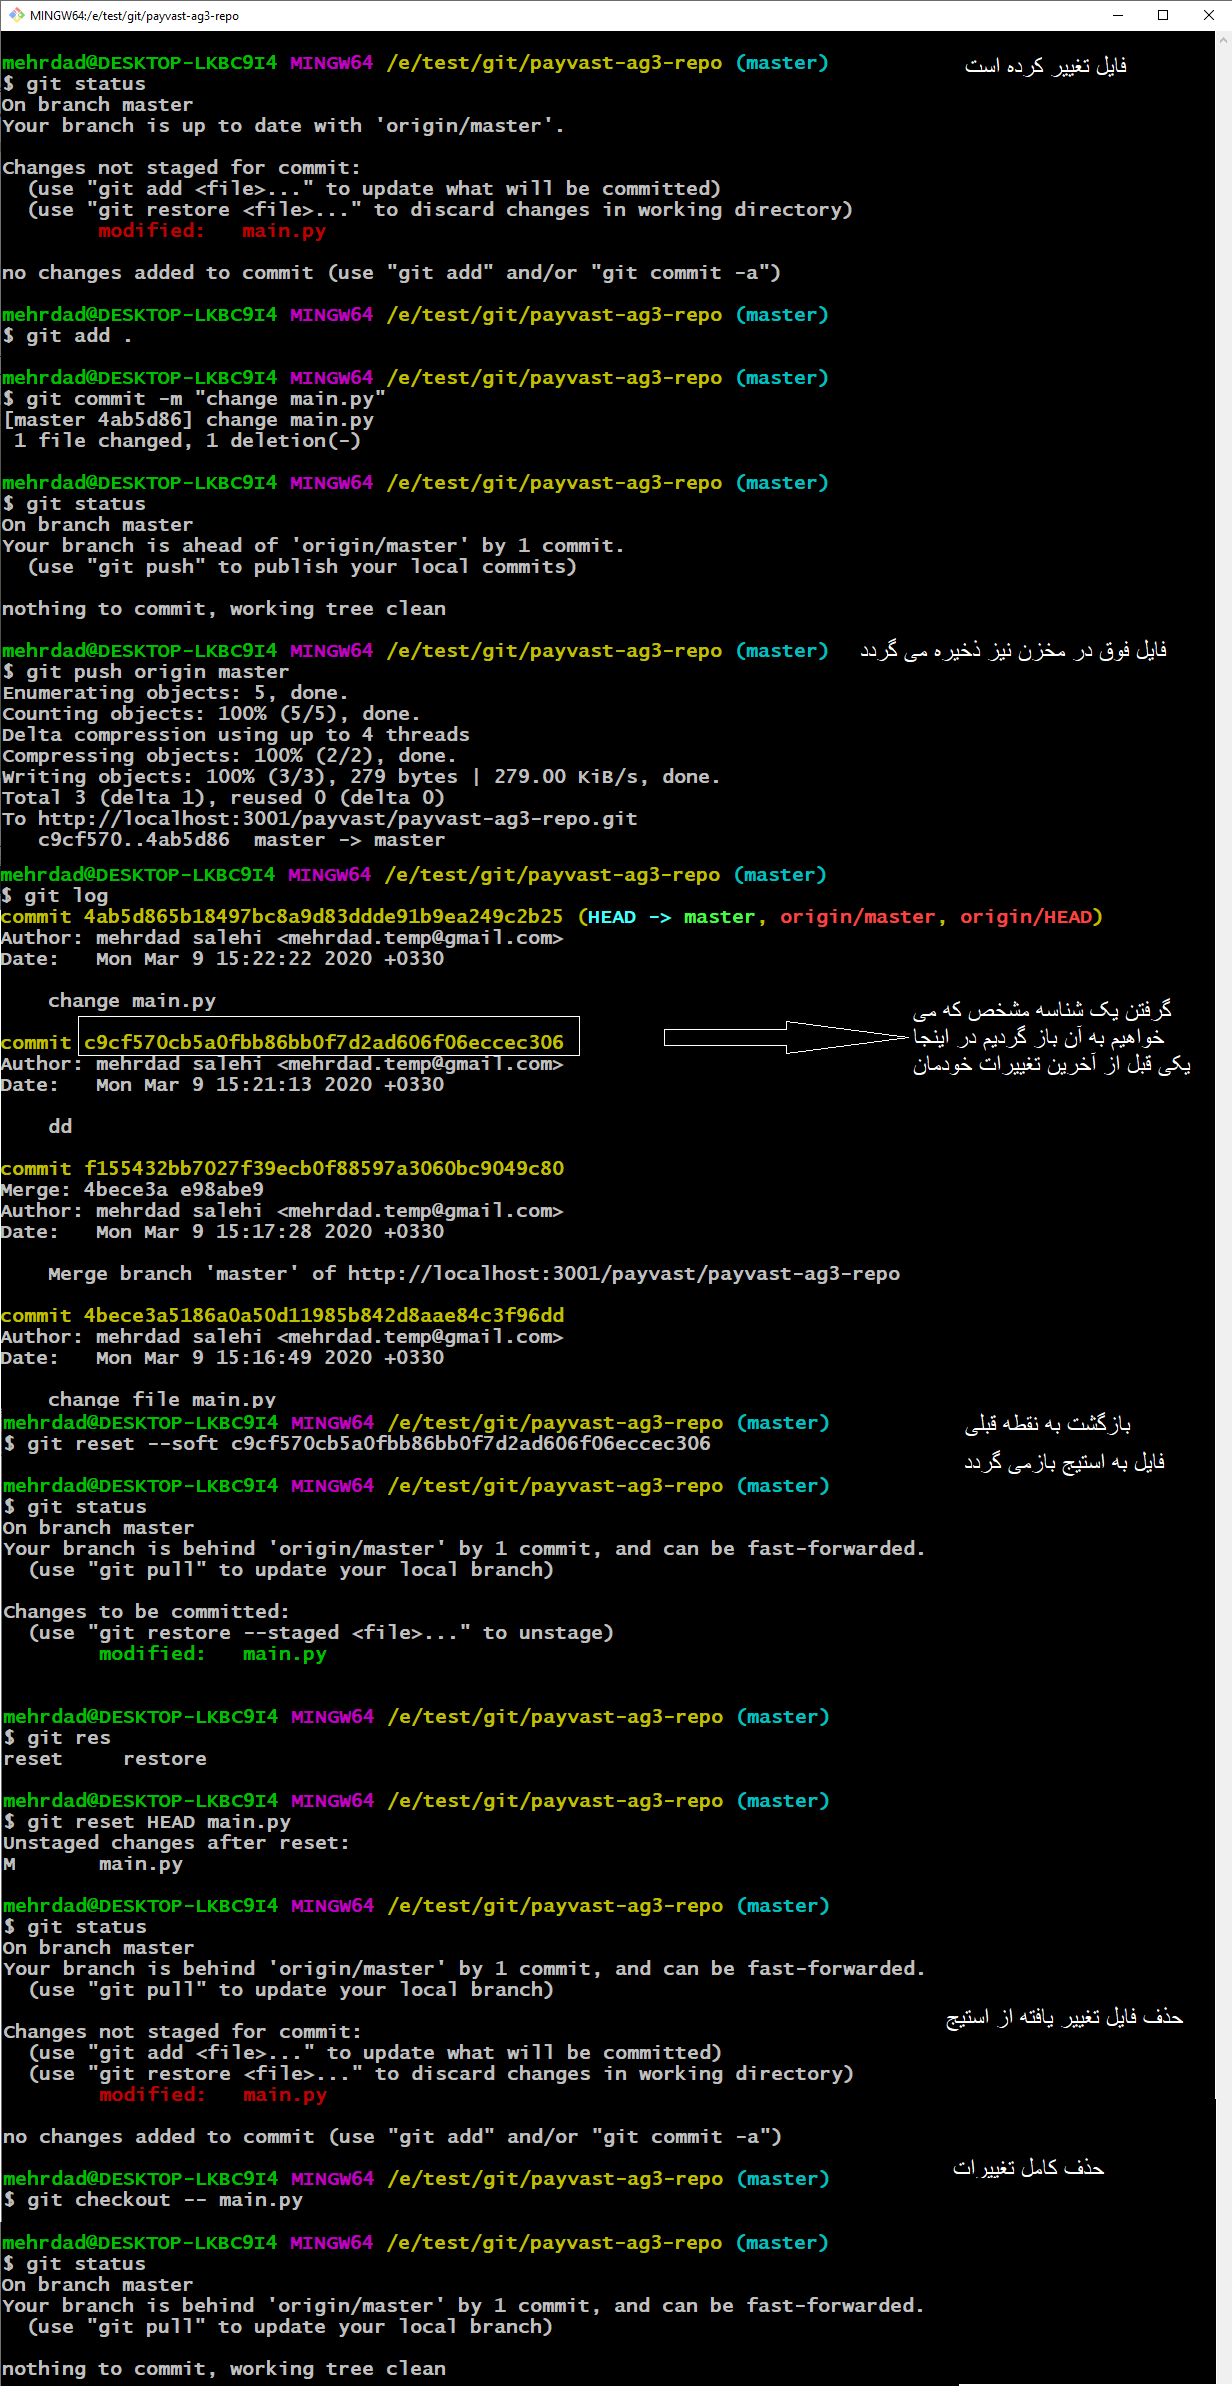 MINGW64:/e/test/git/payvast-ag3-repo
mehrdad@DESKTOP-LKBC9I4 MINGW64 /e/test/git/payvast-ag3-repo (master)
فایل تغییر کرده است
$ git status
On branch master
Your branch is up to date with 'origin/master'.
Changes not staged for commit:
(use "git add <file>..." to update what will be committed)
(use "git restore <file>..." to discard changes in working directory)
modified:   main.py
no changes added to commit (use "git add" and/or "git commit -a")
mehrdad@DESKTOP-LKBC9I4 MINGW64 /e/test/git/payvast-ag3-repo (master)
$ git add .
mehrdad@DESKTOP-LKBC9I4 MINGW64 /e/test/git/payvast-ag3-repo (master)
$ git commit -m "change main.py"
[master 4ab5d86] change main.py
1 file changed, 1 deletion(-)
mehrdad@DESKTOP-LKBC9I4 MINGW64 /e/test/git/payvast-ag3-repo (master)
$ git status
On branch master
Your branch is ahead of 'origin/master' by 1 commit.
(use "git push" to publish your local commits)
nothing to commit, working tree clean
mehrdad@DESKTOP-LKBC9I4 MINGW64 /e/test/git/payvast-ag3-repo (master)
فایل فوق در مخزن نیز ذخیره می گردد
$ git push origin master
Enumerating objects: 5, done.
Counting objects: 100% (5/5), done.
Delta compression using up to 4 threads
Compressing objects: 100% (2/2), done.
Writing objects: 100% (3/3), 279 bytes | 279.00 KiB/s, done.
Total 3 (delta 1), reused 0 (delta 0)
To http://localhost:3001/payvast/payvast-ag3-repo.git
c9cf570..4ab5d86  master -> master
mehrdad@DESKTOP-LKBC9I4 MINGW64 /e/test/git/payvast-ag3-repo (master)
$ git log
commit 4ab5d865b18497bc8a9d83ddde91b9ea249c2b25 (HEAD -> master, origin/master, origin/HEAD)
Author: mehrdad salehi <mehrdad.temp@gmail.com>
Date:   Mon Mar 9 15:22:22 2020 +0330
change main.py
commit c9cf570cb5a0fbb86bb0f7d2ad606f06eccec306
Author: mehrdad salehi <mehrdad.temp@gmail.com>
Date:   Mon Mar 9 15:21:13 2020 +0330
گرفتن یک شناسه مشخص که می
خواهیم به آن باز گردیم در اینجا
یکی قبل از آخرین تغییرات خودمان
dd
commit f155432bb7027f39ecb0f88597a3060bc9049c80
Merge: 4bece3a e98abe9
Author: mehrdad salehi <mehrdad.temp@gmail.com>
Date:   Mon Mar 9 15:17:28 2020 +0330
Merge branch 'master' of http://localhost:3001/payvast/payvast-ag3-repo
commit 4bece3a5186a0a50d11985b842d8aae84c3f96dd
Author: mehrdad salehi <mehrdad.temp@gmail.com>
Date:   Mon Mar 9 15:16:49 2020 +0330
change file main.py
mehrdad@DESKTOP-LKBC9I4 MINGW64 /e/test/git/payvast-ag3-repo (master)
بازگشت به نقطه قبلی
$ git reset --soft c9cf570cb5a0fbb86bb0f7d2ad606f06eccec306
فایل به استیج بازمی گردد
mehrdad@DESKTOP-LKBC9I4 MINGW64 /e/test/git/payvast-ag3-repo (master)
$ git status
On branch master
Your branch is behind 'origin/master' by 1 commit, and can be fast-forwarded.
(use "git pull" to update your local branch)
Changes to be committed:
(use "git restore --staged <file>..." to unstage)
modified:   main.py
mehrdad@DESKTOP-LKBC9I4 MINGW64 /e/test/git/payvast-ag3-repo (master)
$ git res
reset     restore
mehrdad@DESKTOP-LKBC9I4 MINGW64 /e/test/git/payvast-ag3-repo (master)
$ git reset HEAD main.py
Unstaged changes after reset:
M       main.py
mehrdad@DESKTOP-LKBC9I4 MINGW64 /e/test/git/payvast-ag3-repo (master)
$ git status
On branch master
Your branch is behind 'origin/master' by 1 commit, and can be fast-forwarded.
(use "git pull" to update your local branch)
حذف فایل تغییر یافته از استیج
Changes not staged for commit:
(use "git add <file>..." to update what will be committed)
(use "git restore <file>..." to discard changes in working directory)
modified:   main.py
no changes added to commit (use "git add" and/or "git commit -a")
حذف کامل تغییرات
mehrdad@DESKTOP-LKBC9I4 MINGW64 /e/test/git/payvast-ag3-repo (master)
$ git checkout -- main.py
mehrdad@DESKTOP-LKBC9I4 MINGW64 /e/test/git/payvast-ag3-repo (master)
$ git status
On branch master
Your branch is behind 'origin/master' by 1 commit, and can be fast-forwarded.
(use "git pull" to update your local branch)
nothing to commit, working tree clean